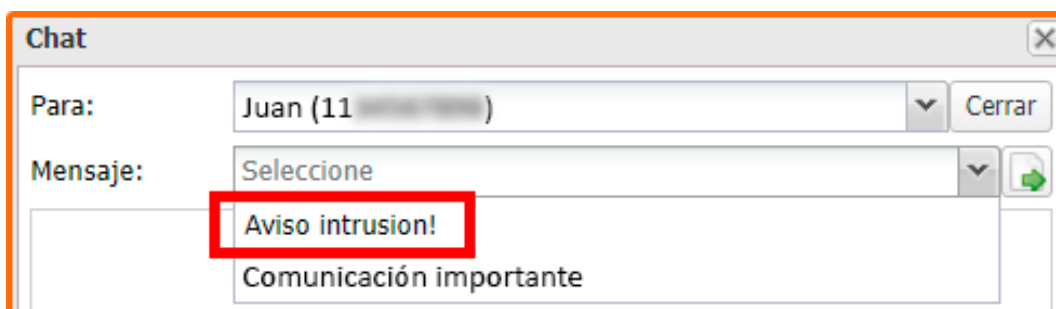 Chat
Para: Juan (11 ) Cerrar
Mensaje: Seleccione
Aviso intrusion!
Comunicación importante